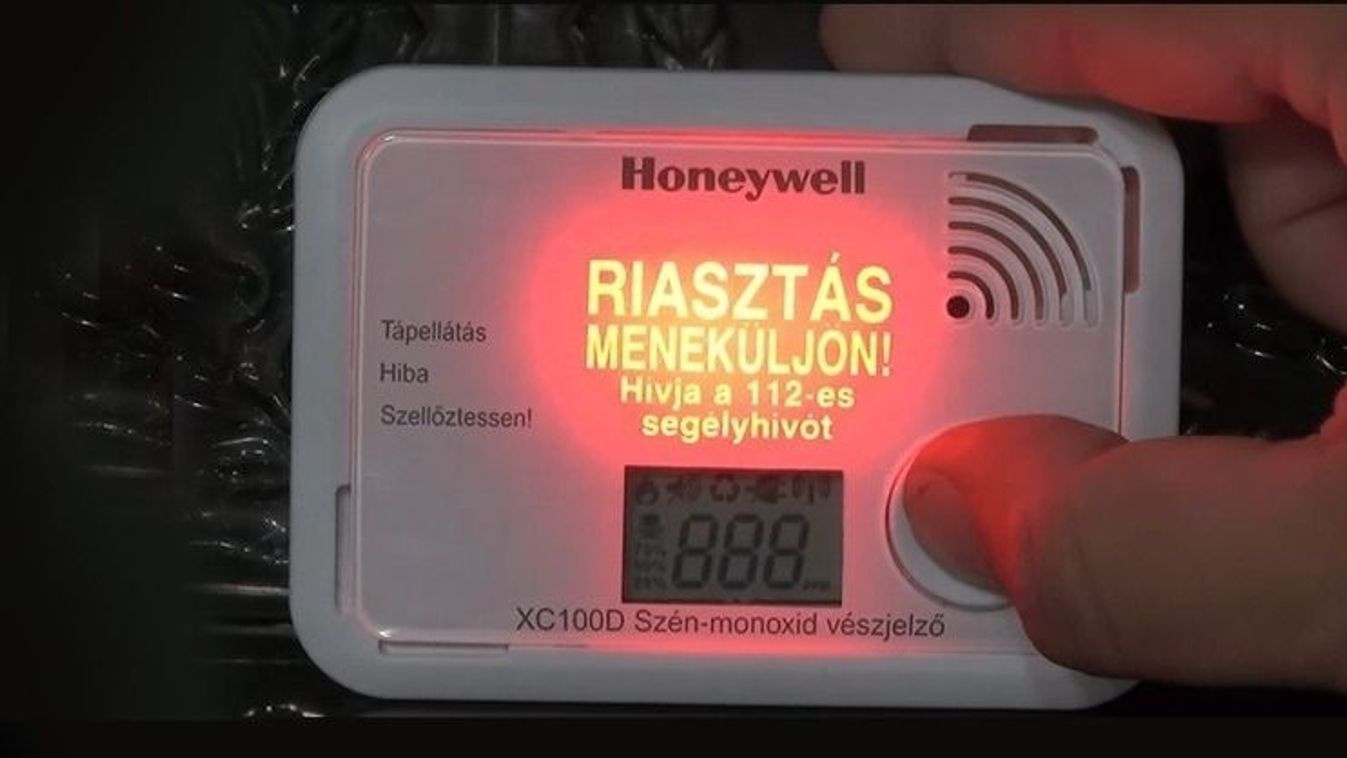 Honeywell
RIASZTÁS
MENEKÜLJÖN!
Hívja a 112-es
segélyhívót
Tápellátás
Hiba
Szellőztessen!
888
XC100D Szén-monoxid vészjelző